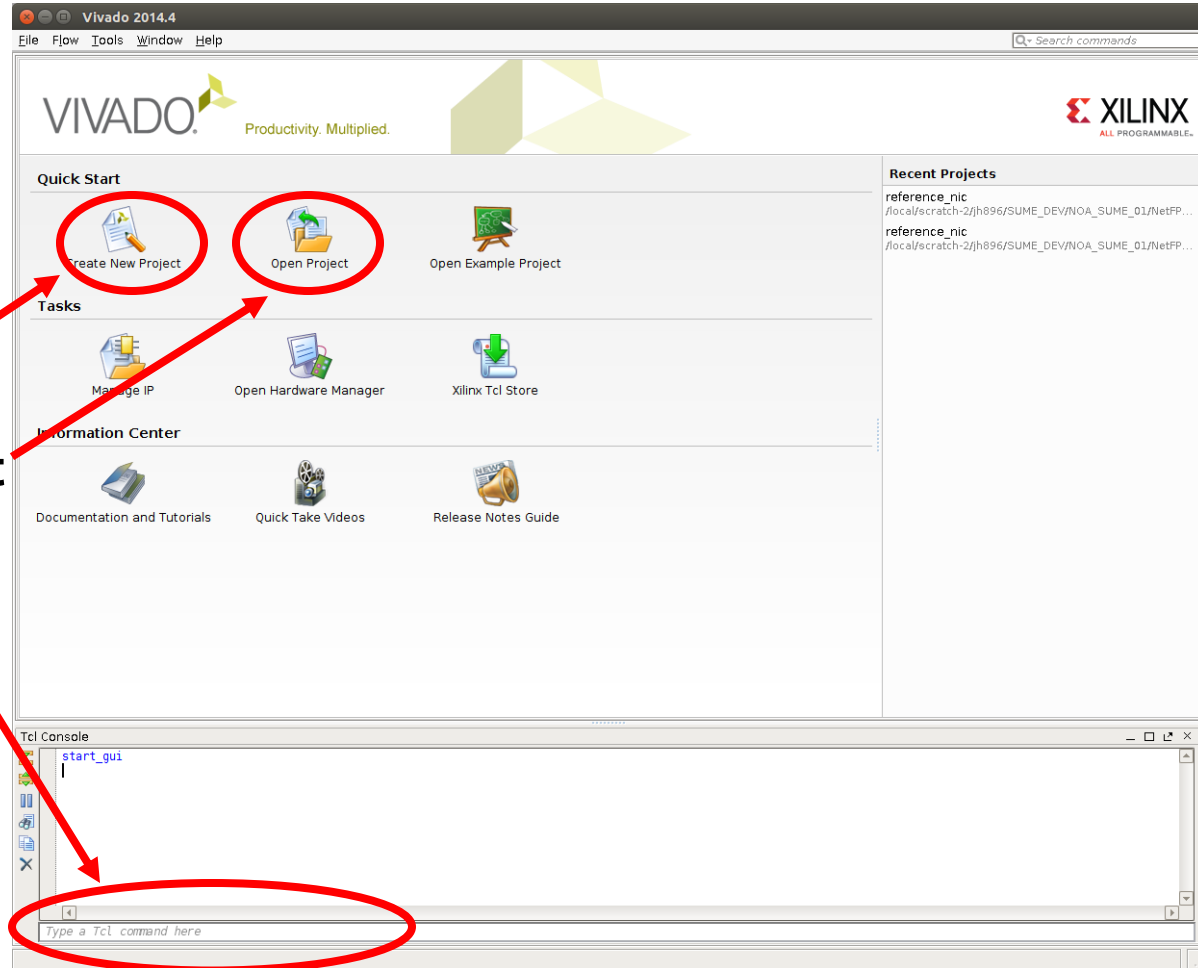 Vivado 2014.4
File Flow Tools Window Help
Search commands
VIVADO.
Productivity. Multiplied.
XILINX
ALL PROGRAMMABLE™
Quick Start
Create New Project
Open Project
Open Example Project
Tasks
Manage IP
Open Hardware Manager
Xilinx Tcl Store
Information Center
NEWS
Documentation and Tutorials
Quick Take Videos
Release Notes Guide
Recent Projects
reference_nic
/local/scratch-2/jh896/SUME_DEV/NOA_SUME_01/NetFP...
reference_nic
/local/scratch-2/jh896/SUME_DEV/NOA_SUME_01/NetFP...
t
Tcl Console
start_gui
Type a Tcl command here